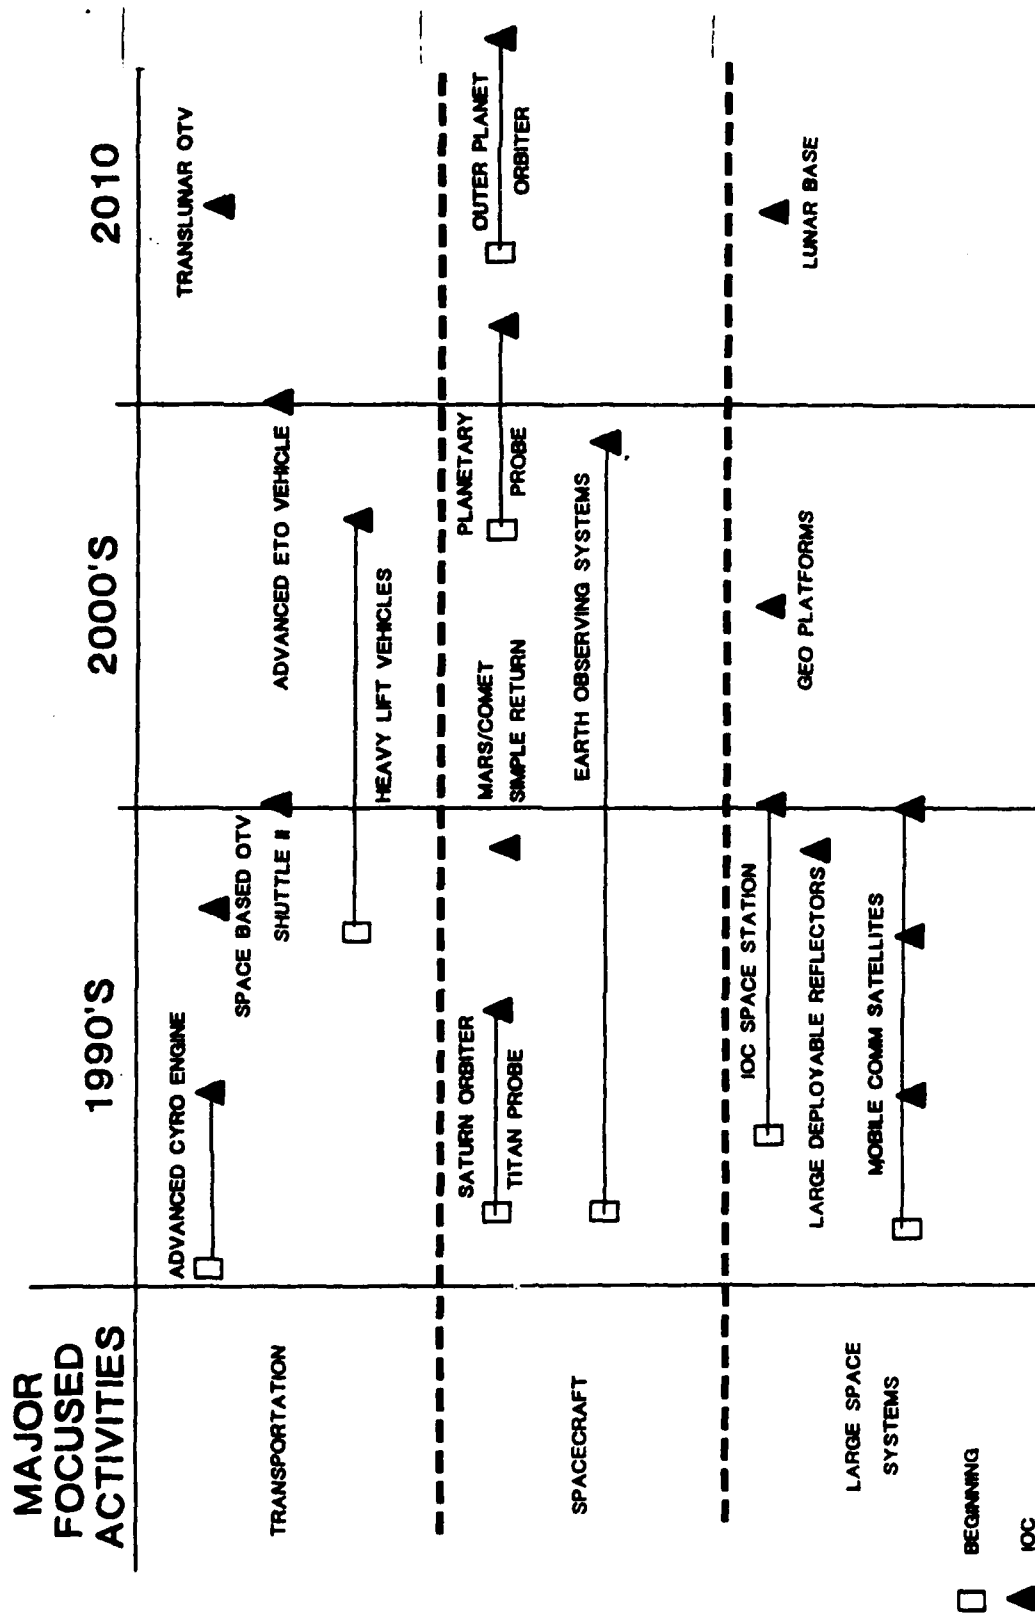 MAJOR
FOCUSED
ACTIVITIES
1990'S
2000'S
2010
TRANSPORTATION
ADVANCED CYRO ENGINE
SPACE BASED OTV
SHUTTLE II
HEAVY LIFT VEHICLES
ADVANCED ETO VEHICLE
TRANSLUNAR OTV
SPACECRAFT
SATURN ORBITER
TITAN PROBE
MARS/COMET
SIMPLE RETURN
PLANETARY
PROBE
OUTER PLANET
ORBITER
EARTH OBSERVING SYSTEMS
LARGE SPACE
SYSTEMS
IOC SPACE STATION
LARGE DEPLOYABLE REFLECTORS
MOBILE COMM SATELLITES
GEO PLATFORMS
LUNAR BASE
BEGINNING
IOC